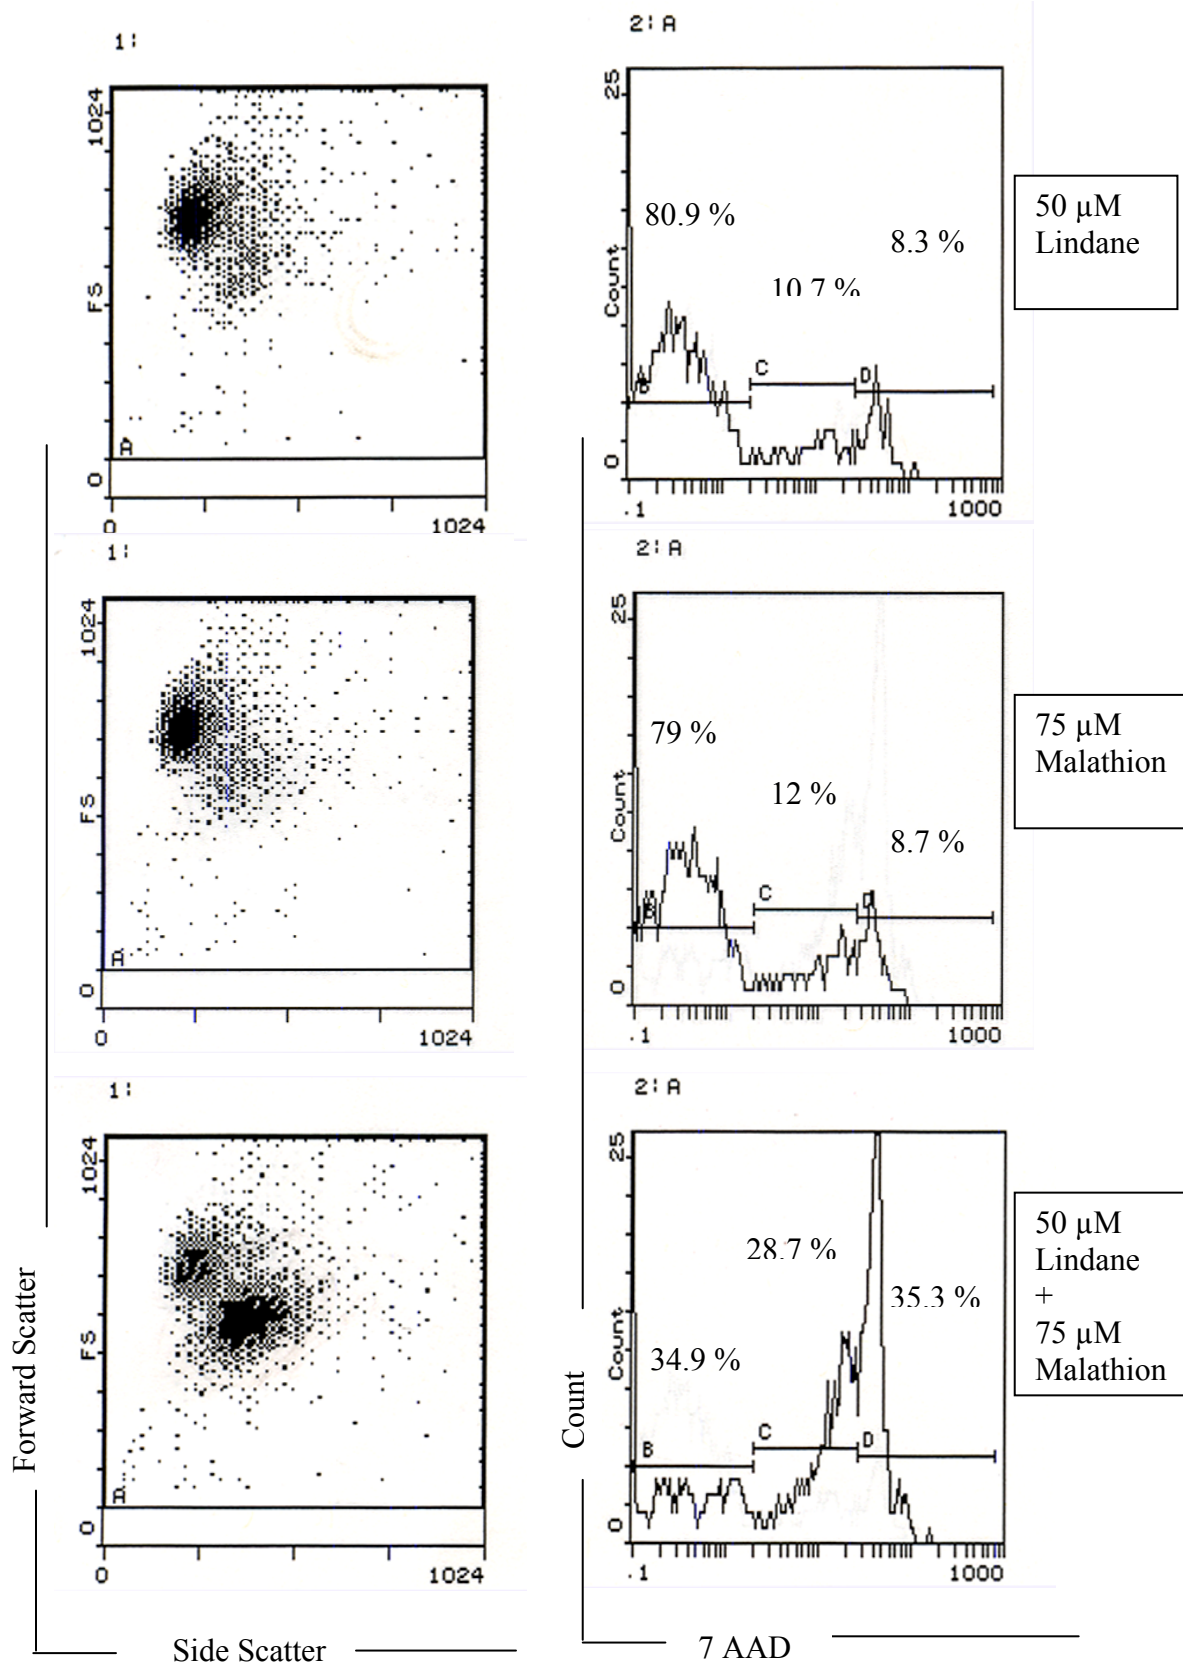 1:
1024
FS
0
A
0
1024
2: A
25
Count
0
80.9 %
10.7 %
8.3 %
B
C
D
.1
1000
50 µM
Lindane
1:
1024
FS
0
A
0
1024
2: A
25
Count
0
79 %
12 %
8.7 %
B
C
D
.1
1000
75 µM
Malathion
1:
1024
FS
0
A
0
1024
2: A
25
Count
0
28.7 %
35.3 %
34.9 %
B
C
D
.1
1000
50 µM
Lindane
+
75 µM
Malathion
Forward Scatter
Side Scatter
Count
7 AAD